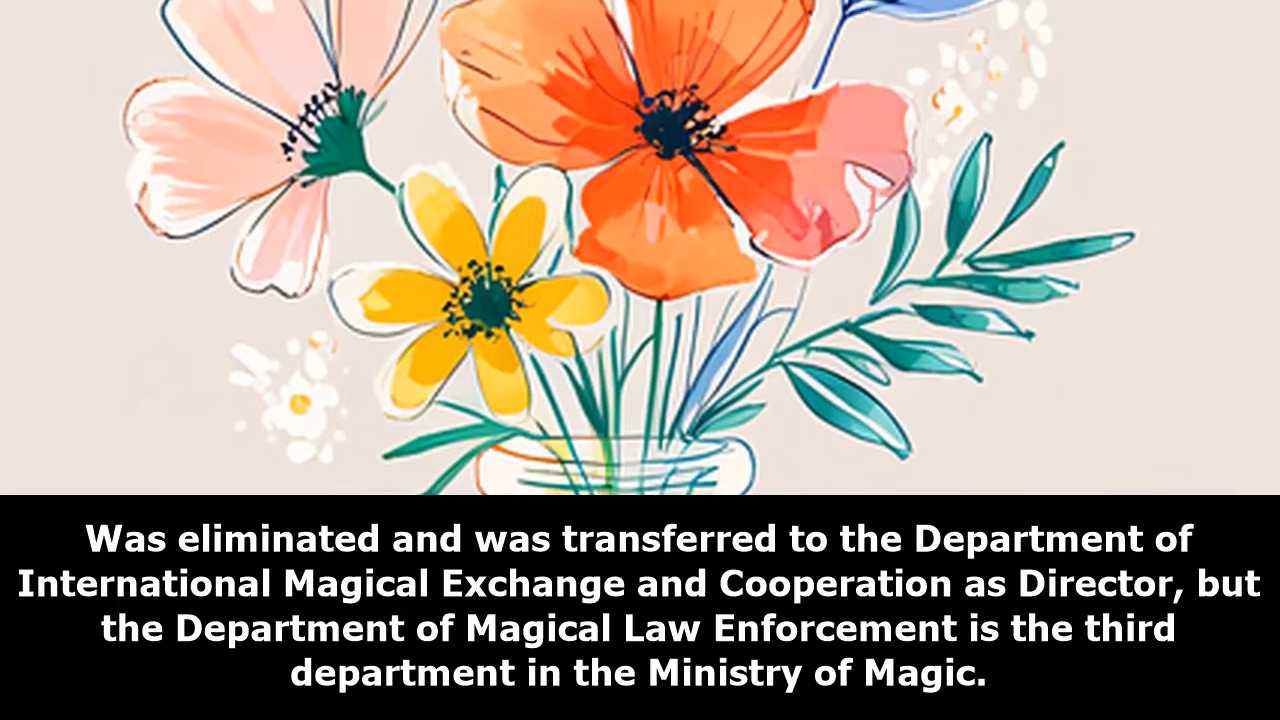 Was eliminated and was transferred to the Department of
International Magical Exchange and Cooperation as Director, but
the Department of Magical Law Enforcement is the third
department in the Ministry of Magic.